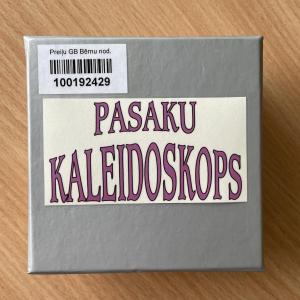 Preiļu GB Bērnu nod.
100192429
PASAKU
KALEIDOSKOPS